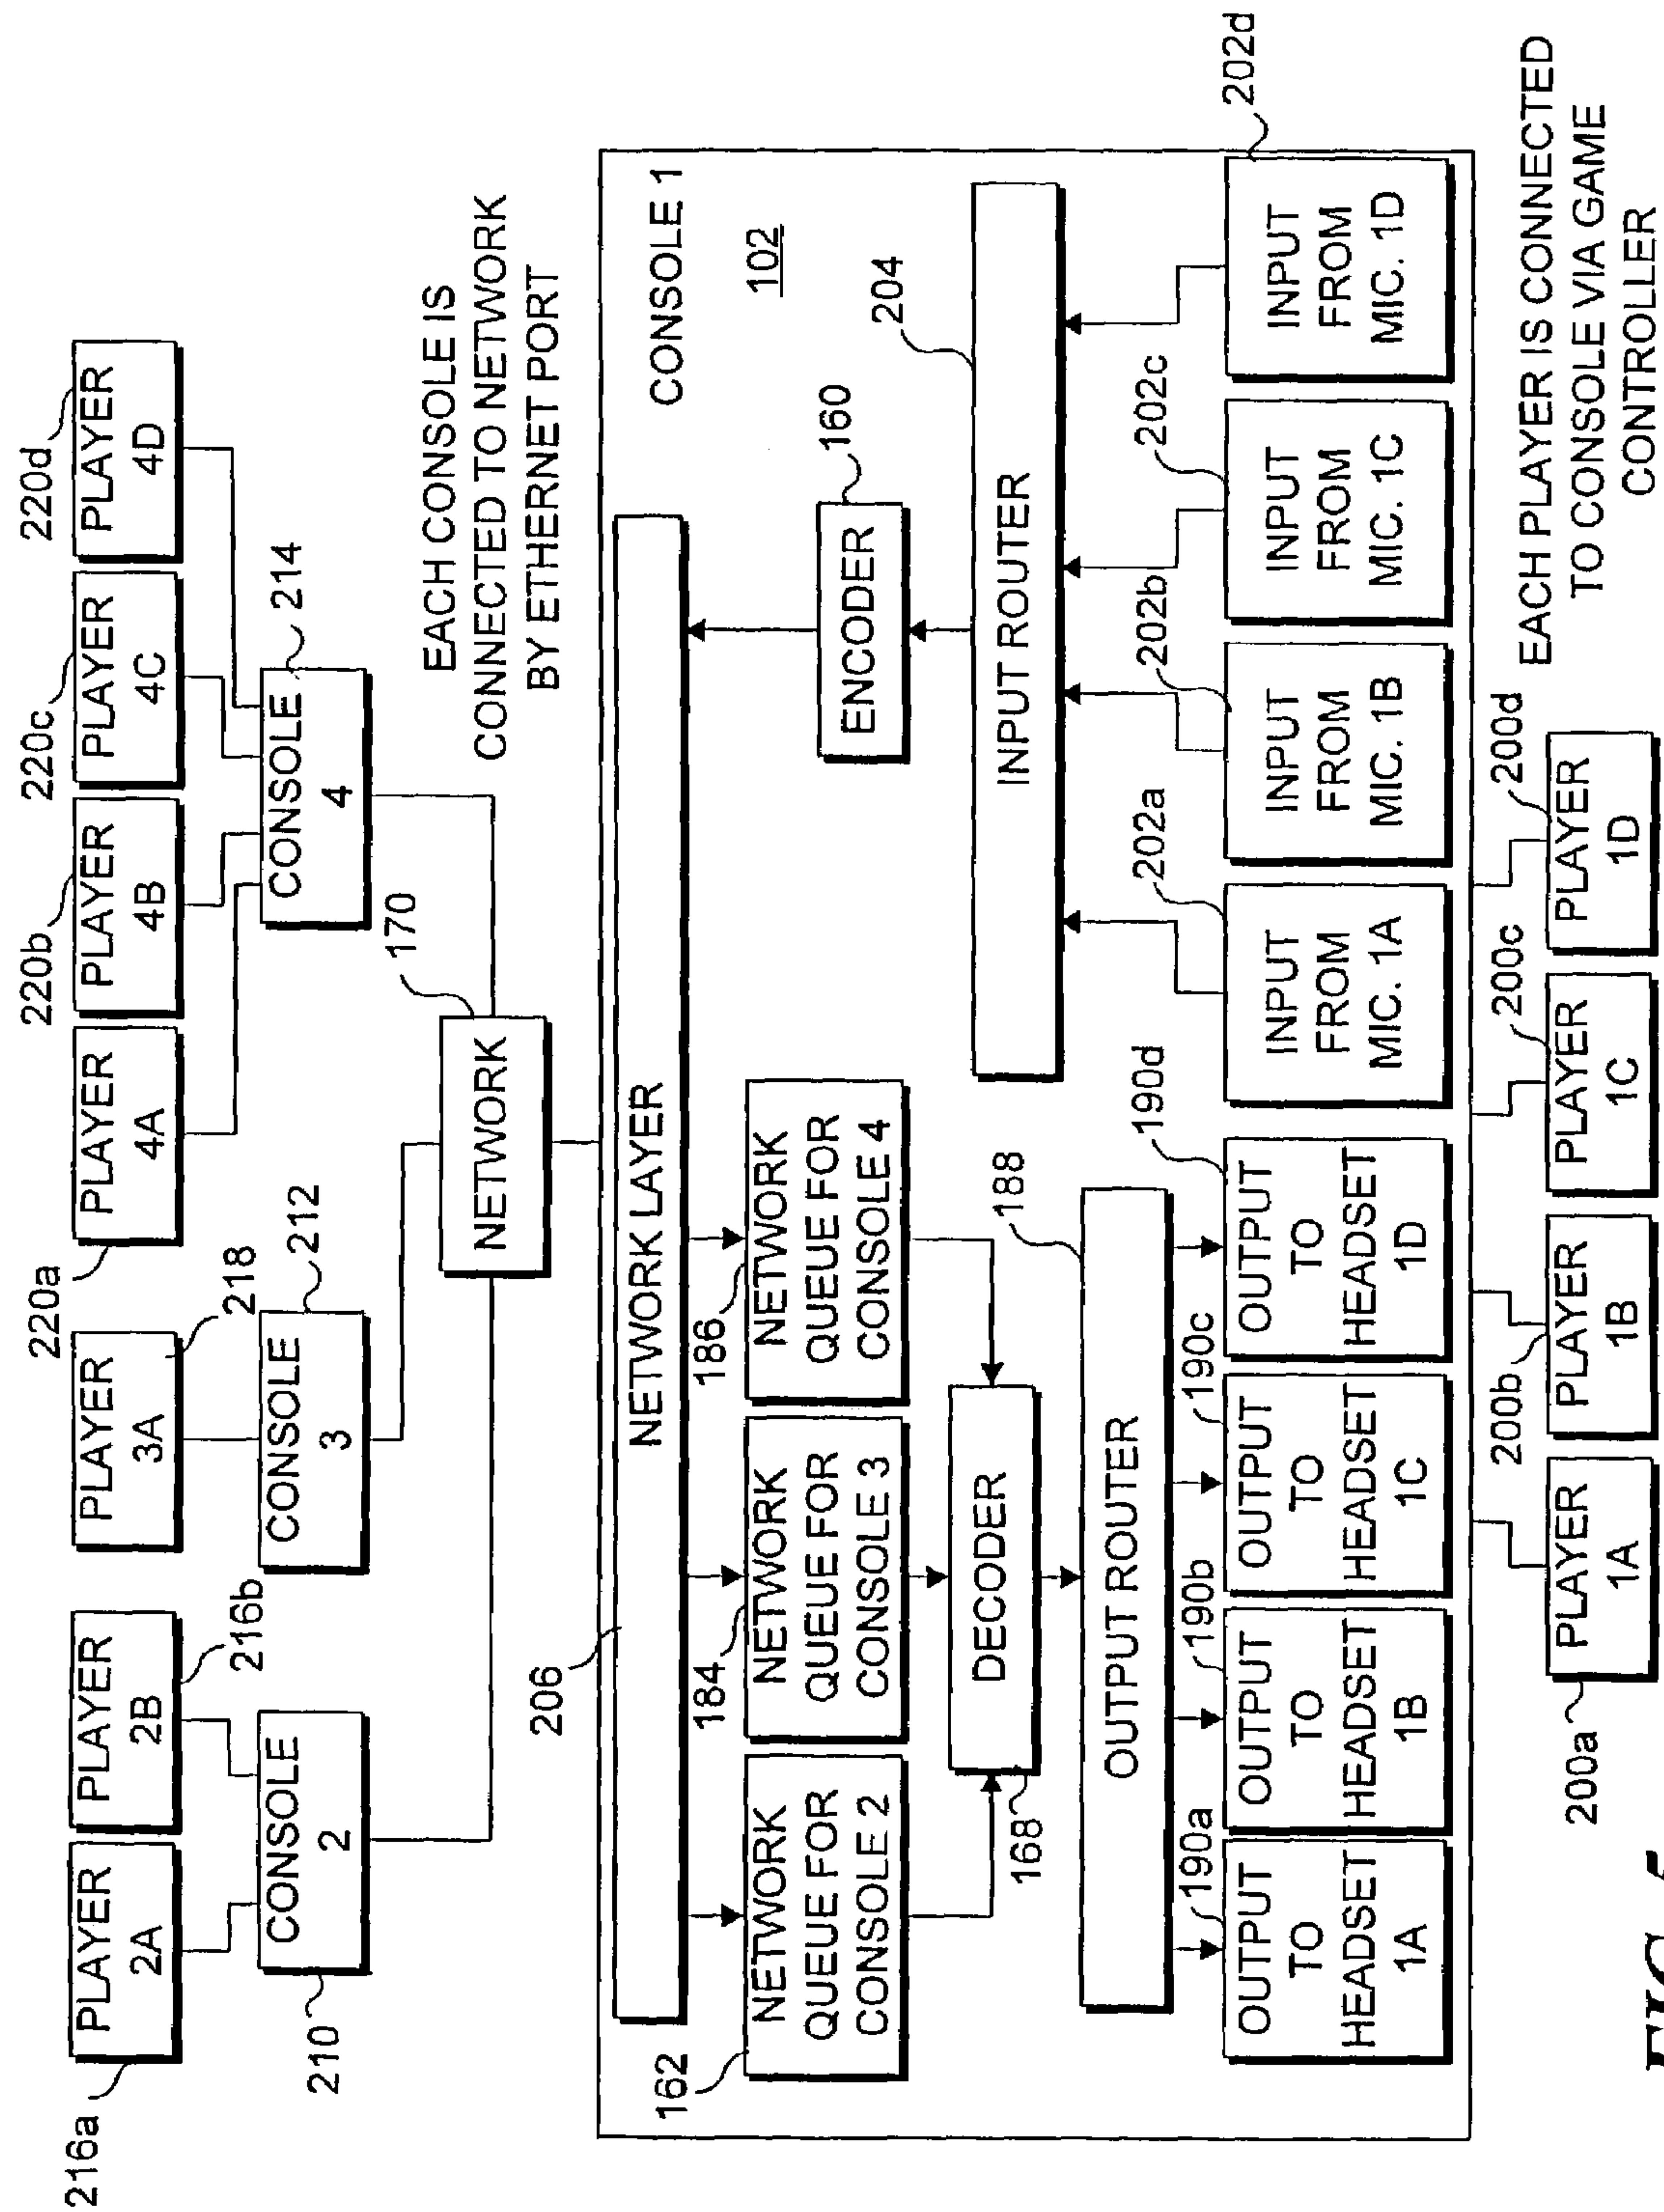 220a
220b
220c
220d
216a
PLAYER
2A
PLAYER
2B
216b
PLAYER
3A
218
PLAYER
4A
PLAYER
4B
PLAYER
4C
PLAYER
4D
210
CONSOLE
2
CONSOLE
3
212
CONSOLE
4
214
170
NETWORK
EACH CONSOLE IS
CONNECTED TO NETWORK
BY ETHERNET PORT
206
NETWORK LAYER
CONSOLE 1
102
162
NETWORK
QUEUE FOR
CONSOLE 2
184
NETWORK
QUEUE FOR
CONSOLE 3
186
NETWORK
QUEUE FOR
CONSOLE 4
ENCODER
160
168
DECODER
188
OUTPUT ROUTER
INPUT ROUTER
204
190a
190b
190c
190d
202a
202b
202c
202d
OUTPUT
TO
HEADSET
1A
OUTPUT
TO
HEADSET
1B
OUTPUT
TO
HEADSET
1C
OUTPUT
TO
HEADSET
1D
INPUT
FROM
MIC. 1A
INPUT
FROM
MIC. 1B
INPUT
FROM
MIC. 1C
INPUT
FROM
MIC. 1D
200a
PLAYER
1A
200b
PLAYER
1B
200c
PLAYER
1C
200d
PLAYER
1D
EACH PLAYER IS CONNECTED
TO CONSOLE VIA GAME
CONTROLLER
FIG. 5